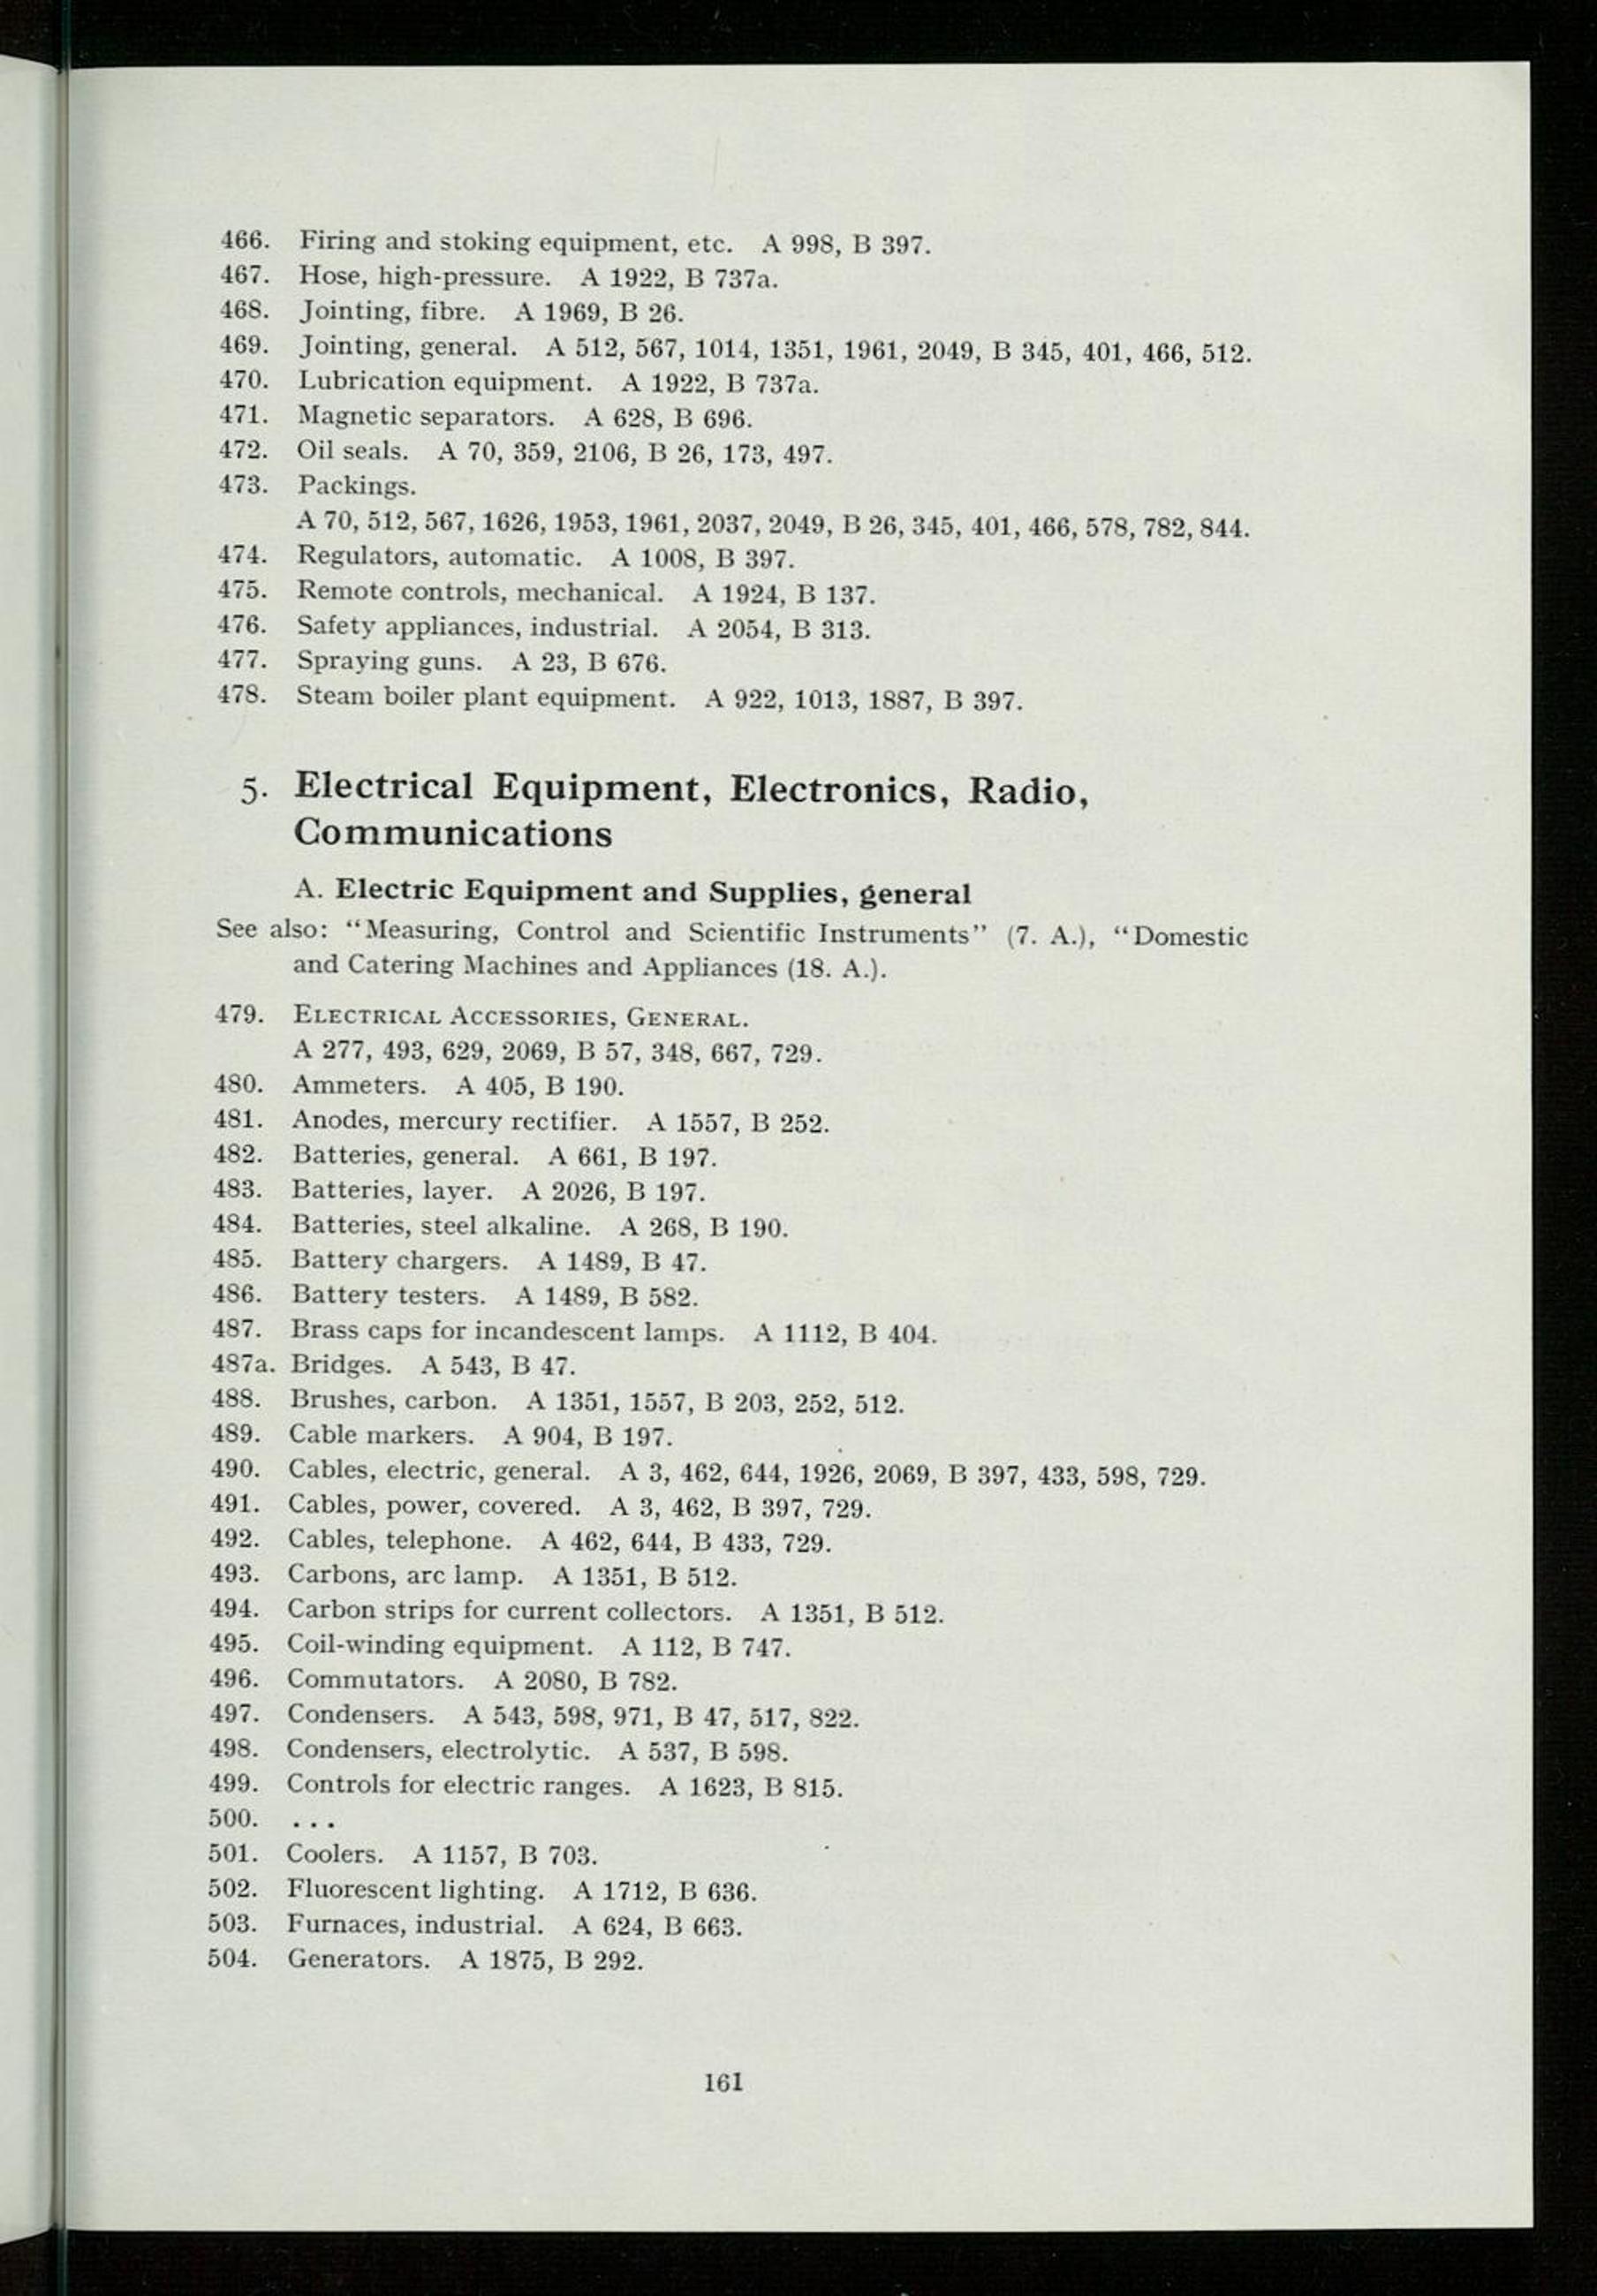 466. Firing and stoking equipment, etc. A 998, B 397.
467. Hose, high-pressure. A 1922, B 737a.
468. Jointing, fibre. A 1969, B 26.
469. Jointing, general. A 512, 567, 1014, 1351, 1961, 2049, B 345, 401, 466, 512.
470. Lubrication equipment. A 1922, B 737a.
471. Magnetic separators. A 628, B 696.
472. Oil seals. A 70, 359, 2106, B 26, 173, 497.
473. Packings.
A 70, 512, 567, 1626, 1953, 1961, 2037, 2049, B 26, 345, 401, 466, 578, 782, 844.
474. Regulators, automatic. A 1008, B 397.
475. Remote controls, mechanical. A 1924, B 137.
476. Safety appliances, industrial. A 2054, B 313.
477. Spraying guns. A 23, B 676.
478. Steam boiler plant equipment. A 922, 1013, 1887, B 397.
5. Electrical Equipment, Electronics, Radio,
Communications
A. Electric Equipment and Supplies, general
See also: “Measuring, Control and Scientific Instruments” (7. A.), “Domestic
and Catering Machines and Appliances (18. A.).
479. ELECTRICAL ACCESSORIES, GENERAL.
A 277, 493, 629, 2069, B 57, 348, 667, 729.
480. Ammeters. A 405, B 190.
481. Anodes, mercury rectifier. A 1557, B 252.
482. Batteries, general. A 661, B 197.
483. Batteries, layer. A 2026, B 197.
484. Batteries, steel alkaline. A 268, B 190.
485. Battery chargers. A 1489, B 47.
486. Battery testers. A 1489, B 582.
487. Brass caps for incandescent lamps. A 1112, B 404.
487a. Bridges. A 543, B 47.
488. Brushes, carbon. A 1351, 1557, B 203, 252, 512.
489. Cable markers. A 904, B 197.
490. Cables, electric, general. A 3, 462, 644, 1926, 2069, B 397, 433, 598, 729.
491. Cables, power, covered. A 3, 462, B 397, 729.
492. Cables, telephone. A 462, 644, B 433, 729.
493. Carbons, arc lamp. A 1351, B 512.
494. Carbon strips for current collectors. A 1351, B 512.
495. Coil-winding equipment. A 112, B 747.
496. Commutators. A 2080, B 782.
497. Condensers. A 543, 598, 971, B 47, 517, 822.
498. Condensers, electrolytic. A 537, B 598.
499. Controls for electric ranges. A 1623, B 815.
500. . . .
501. Coolers. A 1157, B 703.
502. Fluorescent lighting. A 1712, B 636.
503. Furnaces, industrial. A 624, B 663.
504. Generators. A 1875, B 292.
161